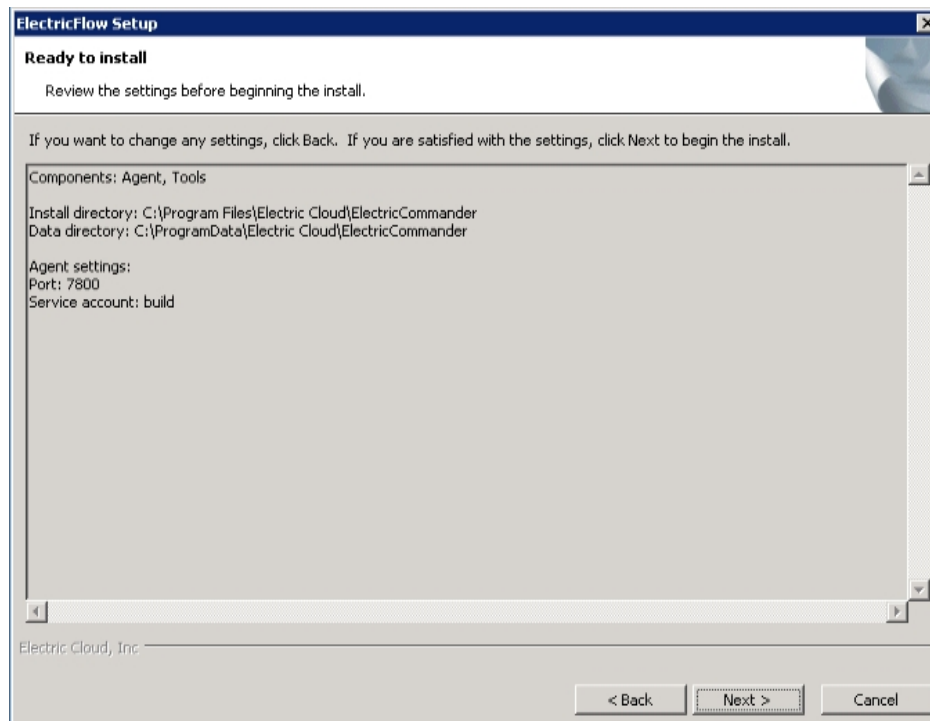 ElectricFlow Setup
Ready to install
Review the settings before beginning the install.
If you want to change any settings, click Back.  If you are satisfied with the settings, click Next to begin the install.
Components: Agent, Tools
Install directory: C:\Program Files\Electric Cloud\ElectricCommander
Data directory: C:\ProgramData\Electric Cloud\ElectricCommander
Agent settings:
Port: 7800
Service account: build
Electric Cloud, Inc
< Back
Next >
Cancel